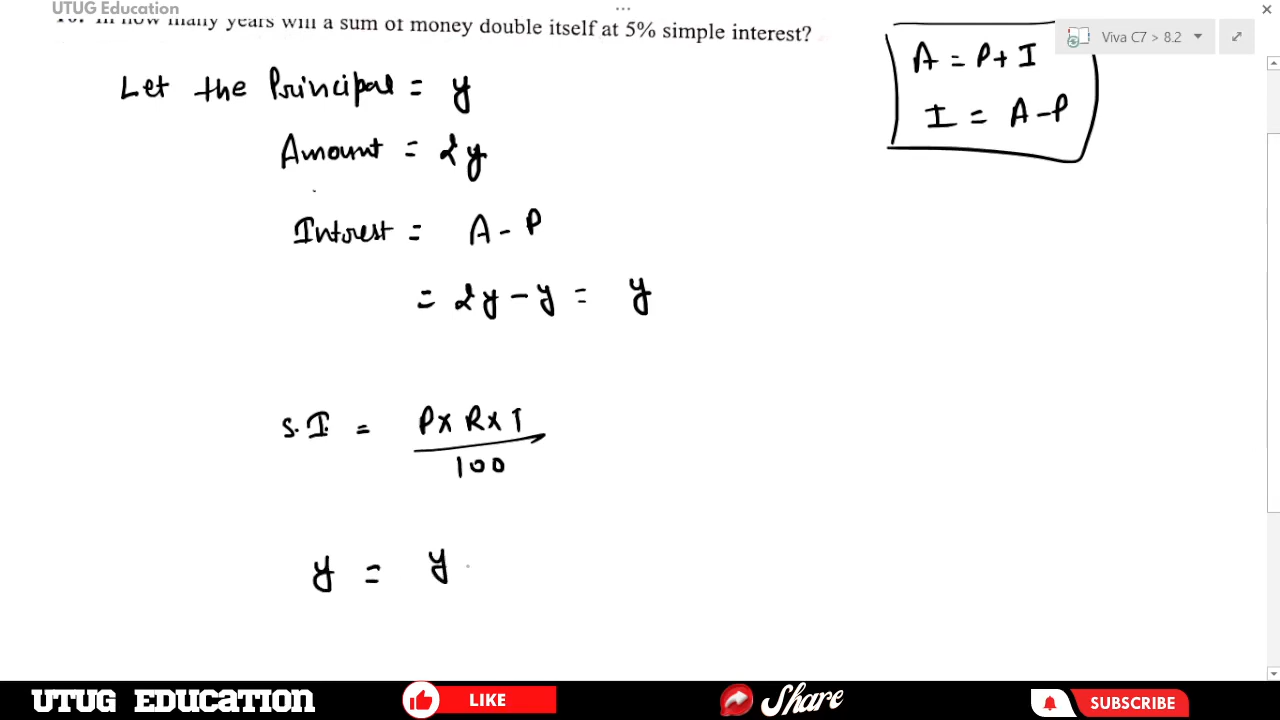 UTUG Education
in how many years will a sum of money double itself at 5% simple interest?
Viva C7 > 8.2
A = P + I
I = A - P
Let the Principal = y
Amount = 2y
Interest = A - P
= 2y - y = y
S.I = P x R x T
100
y = y
UTUG EDUCATION
LIKE
Share
SUBSCRIBE